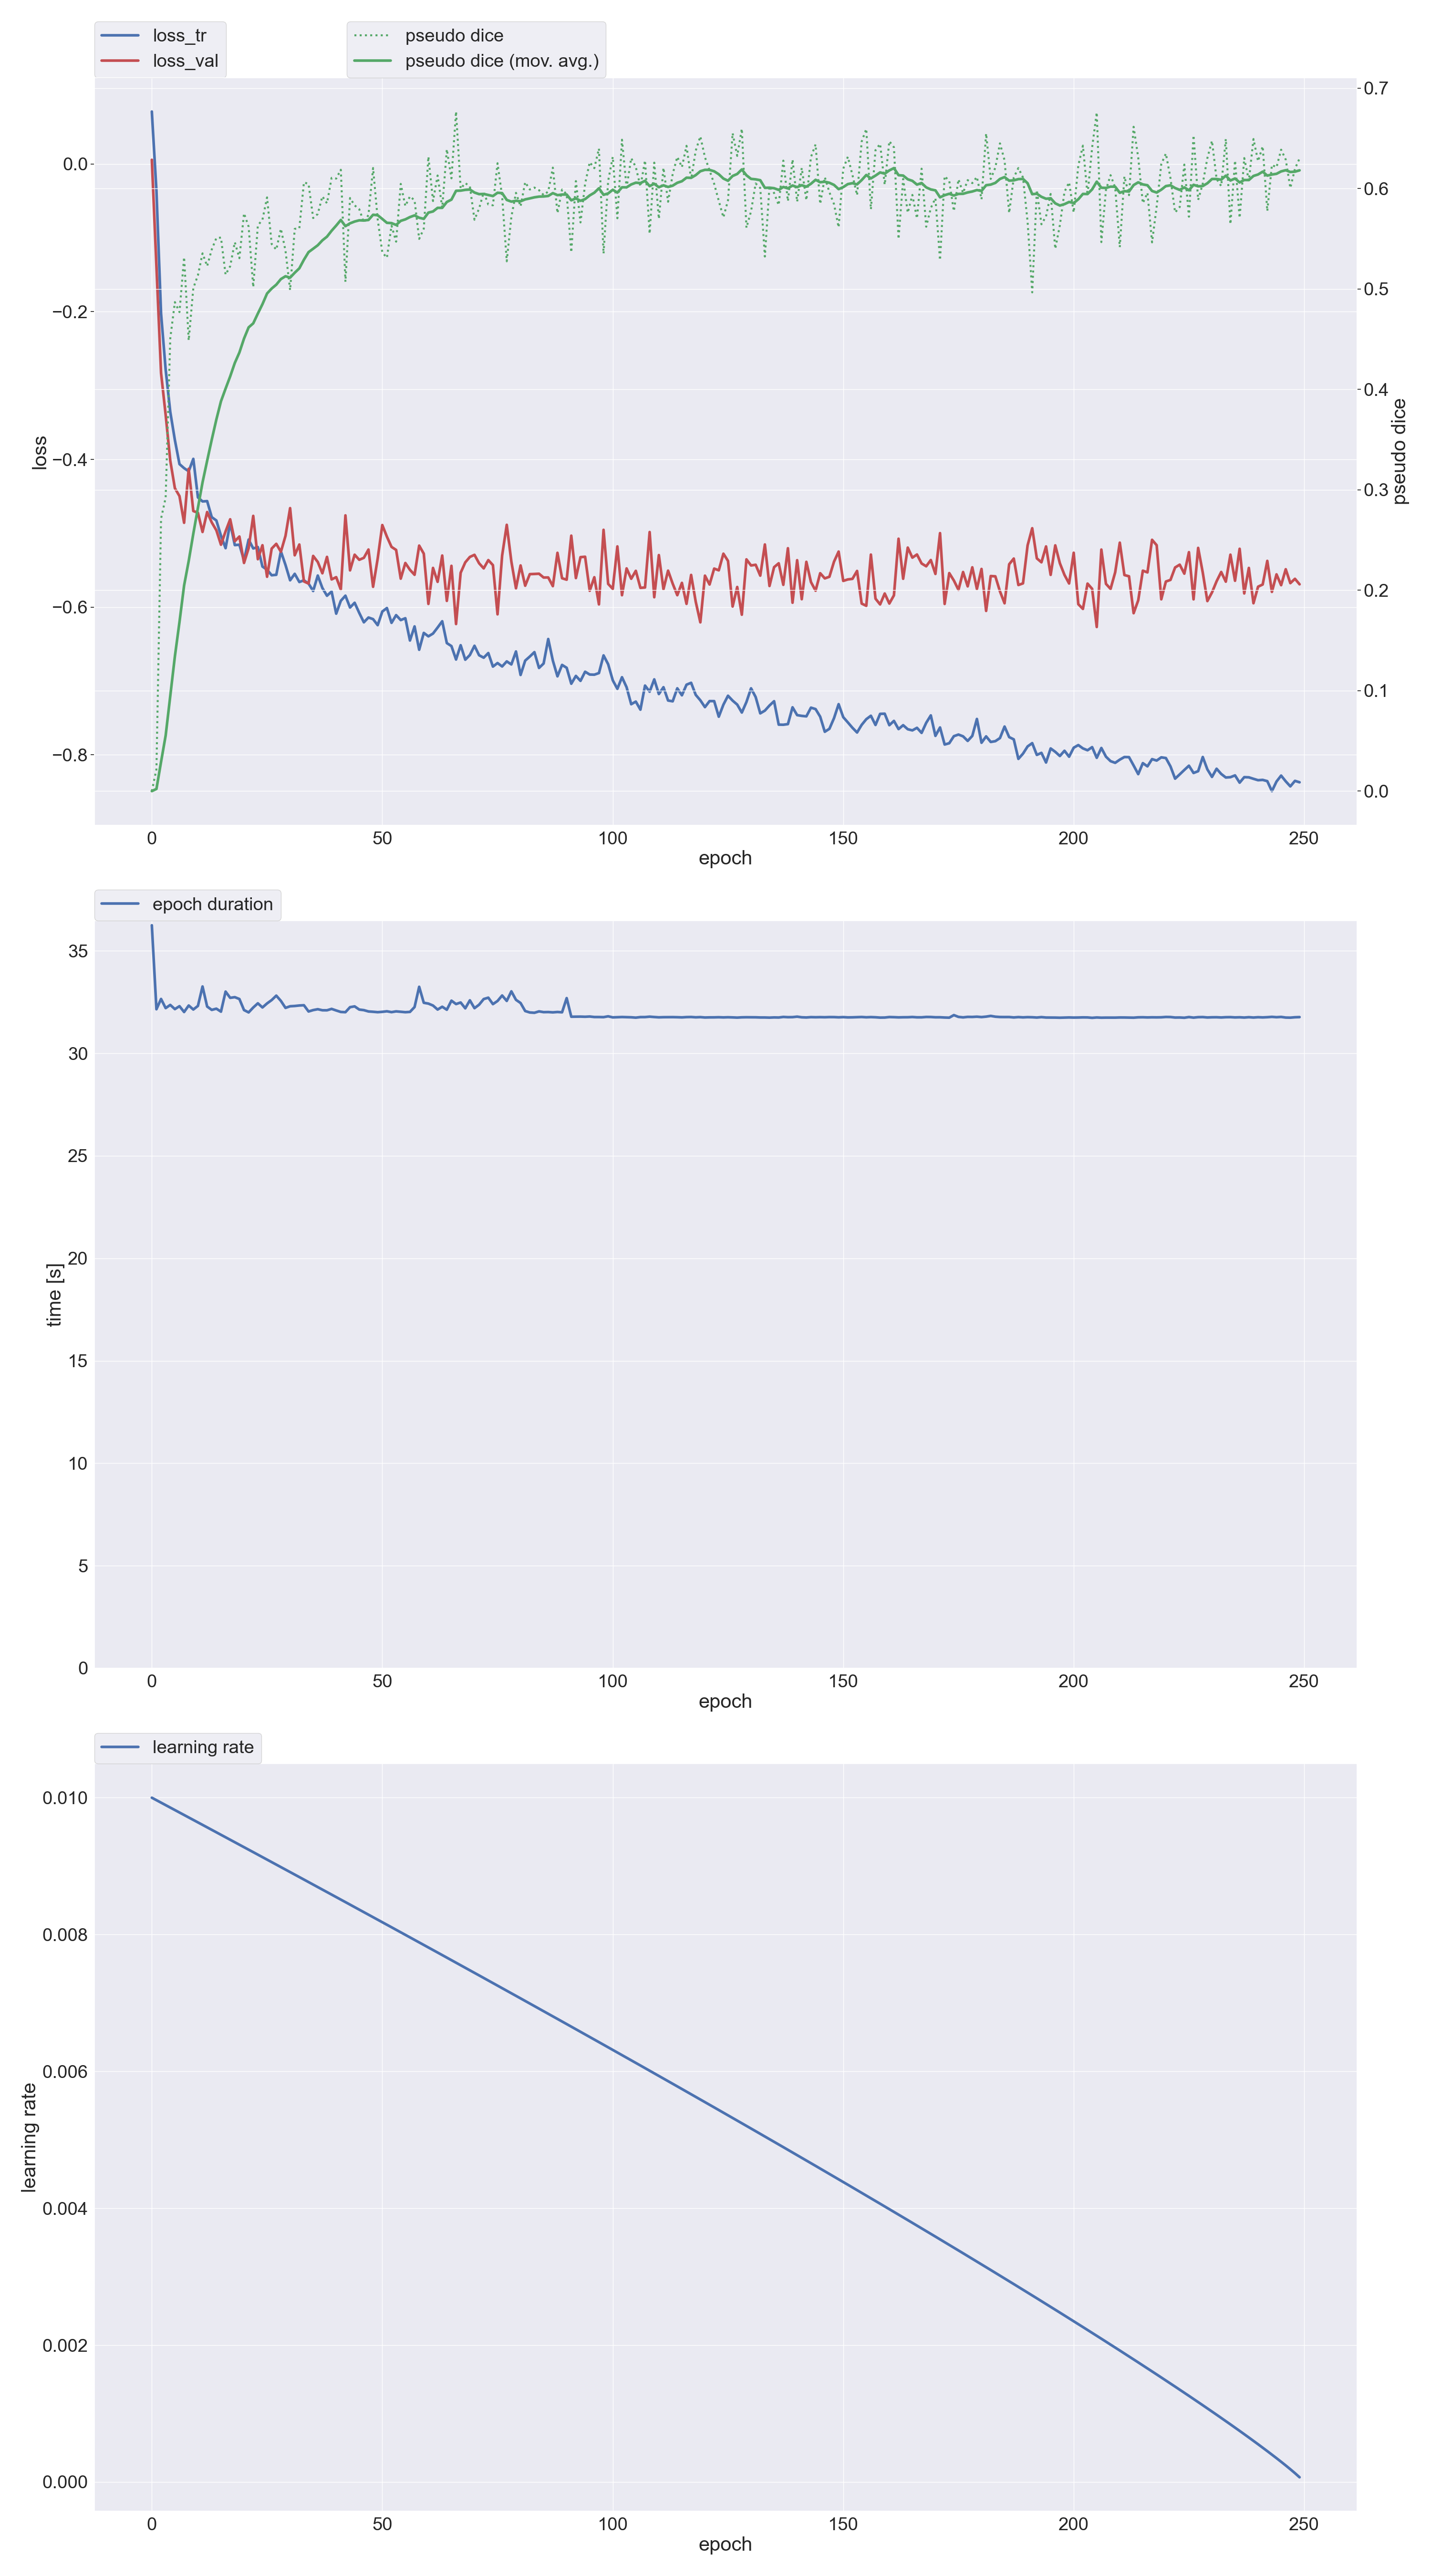 loss_tr
loss_val
pseudo dice
pseudo dice (mov. avg.)
0.7
0.0
0.6
0.5
−0.2
0.4
loss
pseudo dice
−0.4
0.3
0.2
−0.6
0.1
−0.8
0.0
0 50 100 150 200 250
epoch
epoch duration
35
30
25
20
time [s]
15
10
5
0
0 50 100 150 200 250
epoch
learning rate
0.010
0.008
0.006
learning rate
0.004
0.002
0.000
0 50 100 150 200 250
epoch